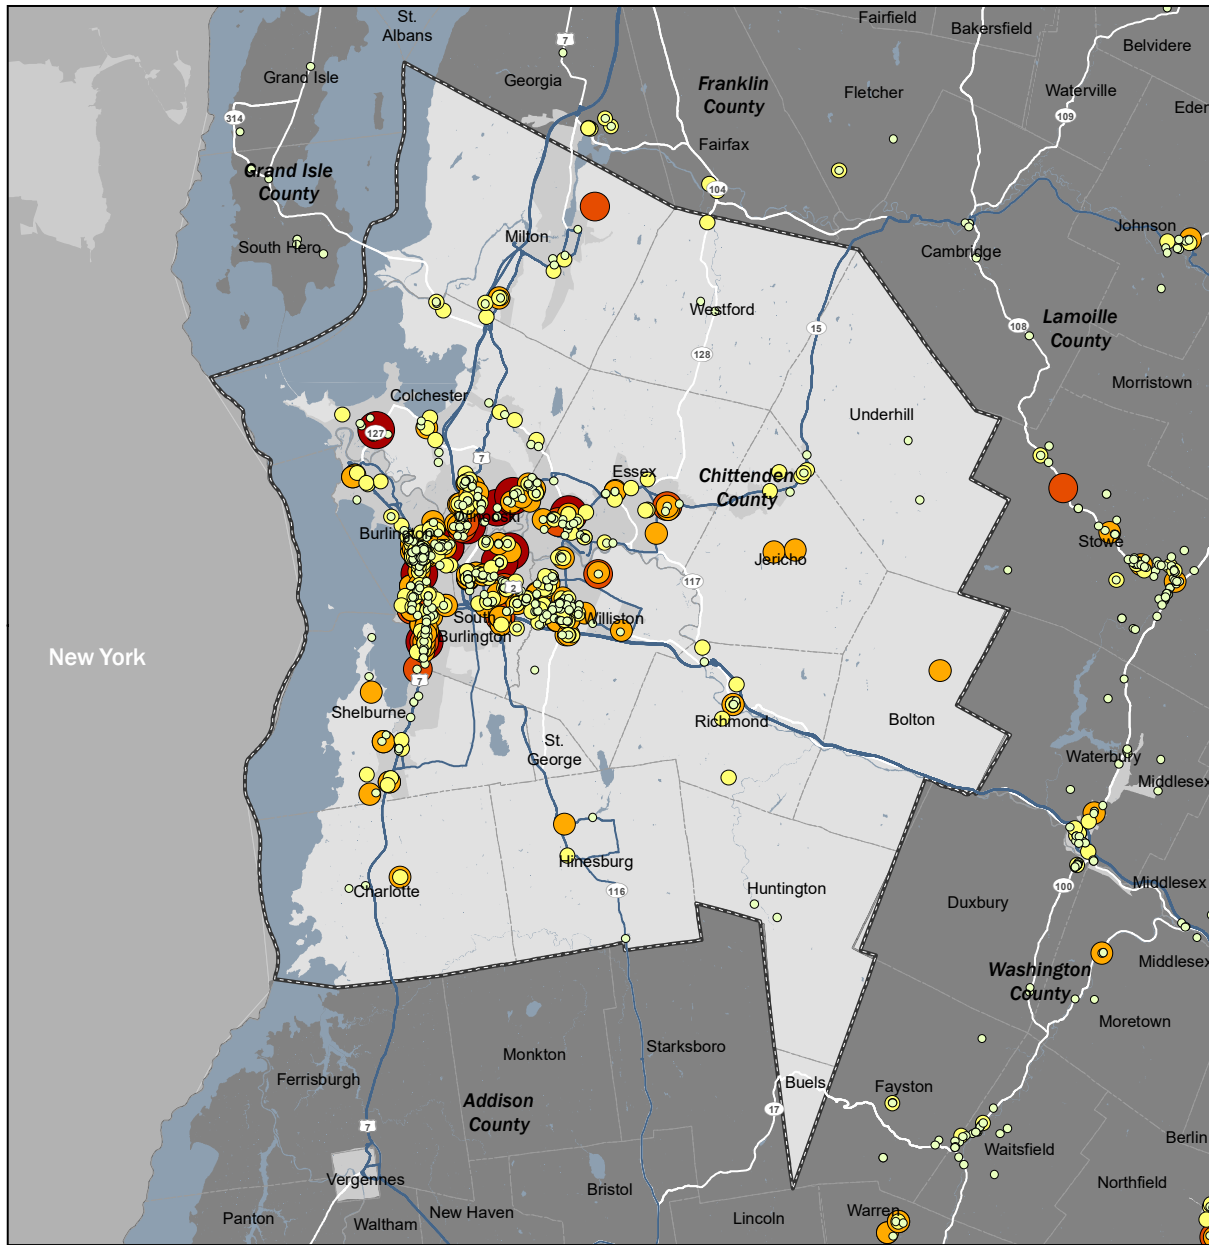 St.
Albans
Fairfield
Bakersfield
Belvidere
7
Grand Isle
Georgia
Franklin
County
Fletcher
Waterville
Eden
314
109
Fairfax
Grand Isle
County
104
Johnson
South Hero
Milton
Cambridge
Westford
15
108
Lamoille
County
128
Morristown
Colchester
Underhill
127
7
Essex
Chittenden
County
Winooski
Burlington
Stowe
Jericho
117
2
South
Burlington
Williston
New York
7
Shelburne
Richmond
Bolton
St.
George
Waterbury
Middlesex
Hinesburg
Charlotte
116
Huntington
100
Middlesex
Duxbury
Washington
County
Middlesex
Moretown
Monkton
Starksboro
Ferrisburgh
Buels
Fayston
Addison
County
17
7
Berlin
Waitsfield
Vergennes
Bristol
Northfield
Panton
Waltham
New Haven
Lincoln
Warren